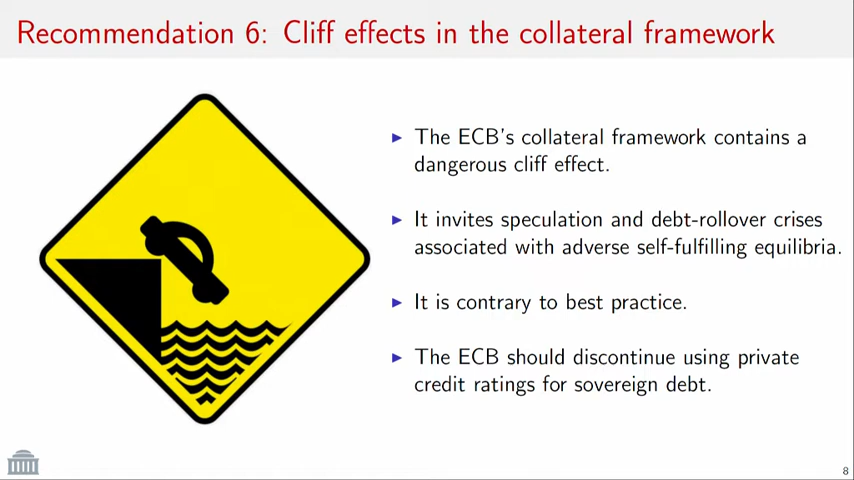 Recommendation 6: Cliff effects in the collateral framework
▶ The ECB's collateral framework contains a
dangerous cliff effect.
▶ It invites speculation and debt-rollover crises
associated with adverse self-fulfilling equilibria.
▶ It is contrary to best practice.
▶ The ECB should discontinue using private
credit ratings for sovereign debt.
8